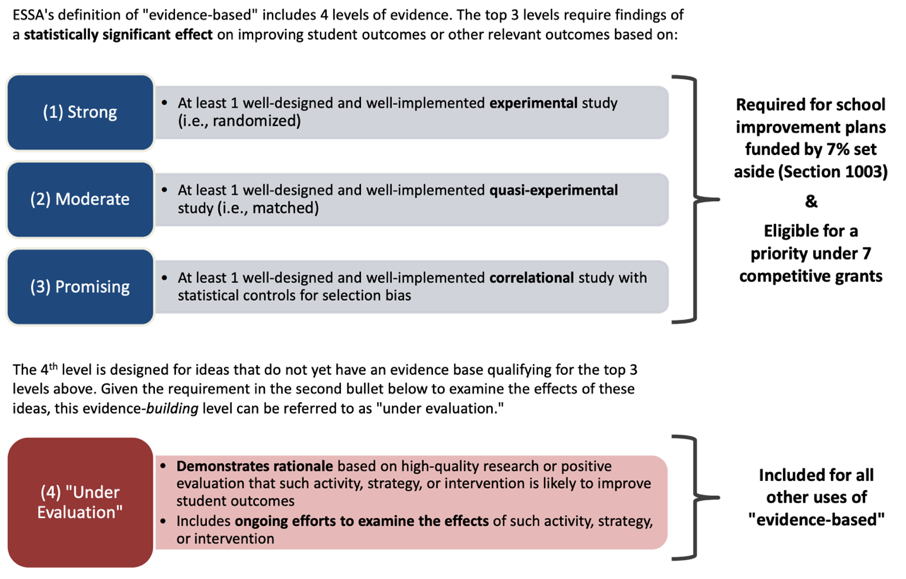 ESSA's definition of "evidence-based" includes 4 levels of evidence. The top 3 levels require findings of
a statistically significant effect on improving student outcomes or other relevant outcomes based on:
(1) Strong
• At least 1 well-designed and well-implemented experimental study
(i.e., randomized)
(2) Moderate
• At least 1 well-designed and well-implemented quasi-experimental
study (i.e., matched)
(3) Promising
• At least 1 well-designed and well-implemented correlational study with
statistical controls for selection bias
Required for school
improvement plans
funded by 7% set
aside (Section 1003)
&
Eligible for a
priority under 7
competitive grants
The 4th level is designed for ideas that do not yet have an evidence base qualifying for the top 3
levels above. Given the requirement in the second bullet below to examine the effects of these
ideas, this evidence-building level can be referred to as "under evaluation."
(4) "Under
Evaluation"
• Demonstrates rationale based on high-quality research or positive
evaluation that such activity, strategy, or intervention is likely to improve
student outcomes
• Includes ongoing efforts to examine the effects of such activity, strategy,
or intervention
Included for all
other uses of
"evidence-based"